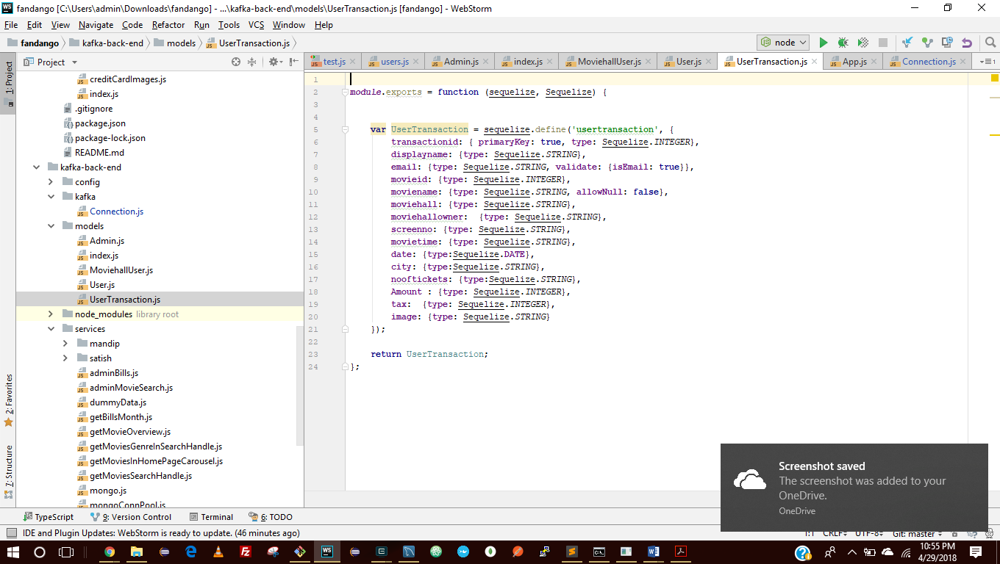 fandango [C:\Users\admin\Downloads\fandango] - ...\kafka-back-end\models\UserTransaction.js [fandango] - WebStorm
File Edit View Navigate Code Refactor Run Tools VCS Window Help
fandango kafka-back-end models UserTransaction.js node
Project
test.js users.js Admin.js index.js MoviehallUser.js User.js UserTransaction.js App.js Connection.js
1: Project
creditCardImages.js
index.js
.gitignore
package.json
package-lock.json
README.md
kafka-back-end
config
kafka
Connection.js
models
Admin.js
index.js
MoviehallUser.js
User.js
UserTransaction.js
node_modules library root
services
mandip
satish
adminBills.js
adminMovieSearch.js
dummyData.js
getBillsMonth.js
getMovieOverview.js
getMoviesGenreInSearchHandle.js
getMoviesInHomePageCarousel.js
getMoviesSearchHandle.js
mongo.js
mongoConnPool.js
2: Favorites
7: Structure
1
2 module.exports = function (sequelize, Sequelize) {
3
4
5 var UserTransaction = sequelize.define('usertransaction', {
6 transactionid: { primaryKey: true, type: Sequelize.INTEGER},
7 displayname: {type: Sequelize.STRING},
8 email: {type: Sequelize.STRING, validate: {isEmail: true}},
9 movieid: {type: Sequelize.INTEGER},
10 moviename: {type: Sequelize.STRING, allowNull: false},
11 moviehall: {type: Sequelize.STRING},
12 moviehallowner:  {type: Sequelize.STRING},
13 screenno: {type: Sequelize.STRING},
14 movietime: {type: Sequelize.STRING},
15 date: {type:Sequelize.DATE},
16 city: {type:Sequelize.STRING},
17 nooftickets: {type:Sequelize.STRING},
18 Amount : {type: Sequelize.INTEGER},
19 tax:  {type: Sequelize.INTEGER},
20 image: {type: Sequelize.STRING}
21 });
22
23 return UserTransaction;
24 };
Screenshot saved
The screenshot was added to your
OneDrive.
OneDrive
TypeScript 9: Version Control Terminal 6: TODO
IDE and Plugin Updates: WebStorm is ready to update. (46 minutes ago) 1:1 CRLF UTF-8 Git: master
10:55 PM
4/29/2018